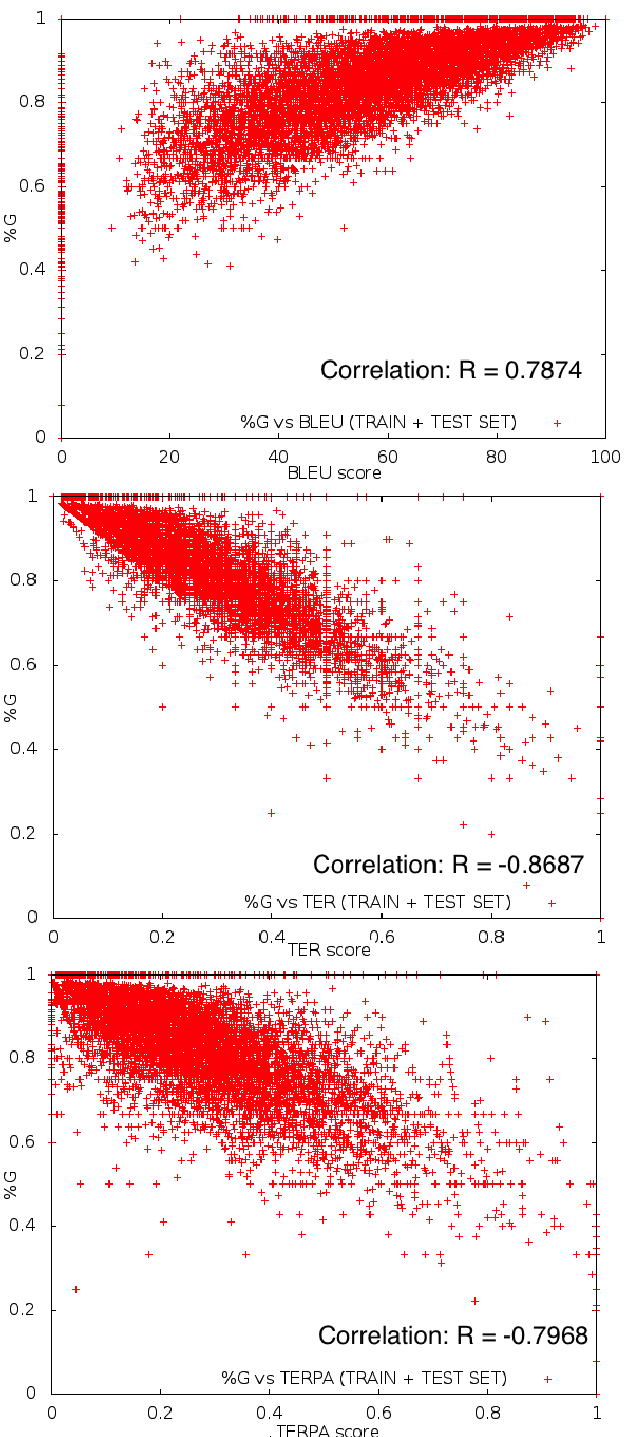 1
0.8
0.6
%G
0.4
0.2
Correlation: R = 0.7874
%G vs BLEU (TRAIN + TEST SET)
0
0 20 40 60 80 100
BLEU score
1
0.8
0.6
%G
0.4
0.2
Correlation: R = -0.8687
%G vs TER (TRAIN + TEST SET)
0
0 0.2 0.4 0.6 0.8 1
TER score
1
0.8
0.6
%G
0.4
0.2
Correlation: R = -0.7968
%G vs TERPA (TRAIN + TEST SET)
0
0 0.2 0.4 0.6 0.8 1
. TERPA score